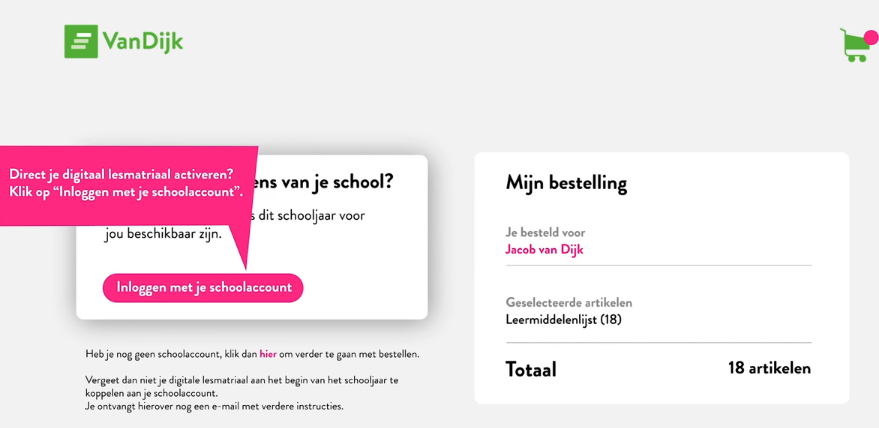 VanDijk
Direct je digitaal lesmatriaal activeren?
Klik op “Inloggen met je schoolaccount”.
van je school?
dit schooljaar voor
jou beschikbaar zijn.
Inloggen met je schoolaccount
Heb je nog geen schoolaccount, klik dan hier om verder te gaan met bestellen.
Vergeet dan niet je digitale lesmatriaal aan het begin van het schooljaar te
koppelen aan je schoolaccount.
Je ontvangt hierover nog een e-mail met verdere instructies.
Mijn bestelling
Je besteld voor
Jacob van Dijk
Geselecteerde artikelen
Leermiddelenlijst (18)
Totaal
18 artikelen